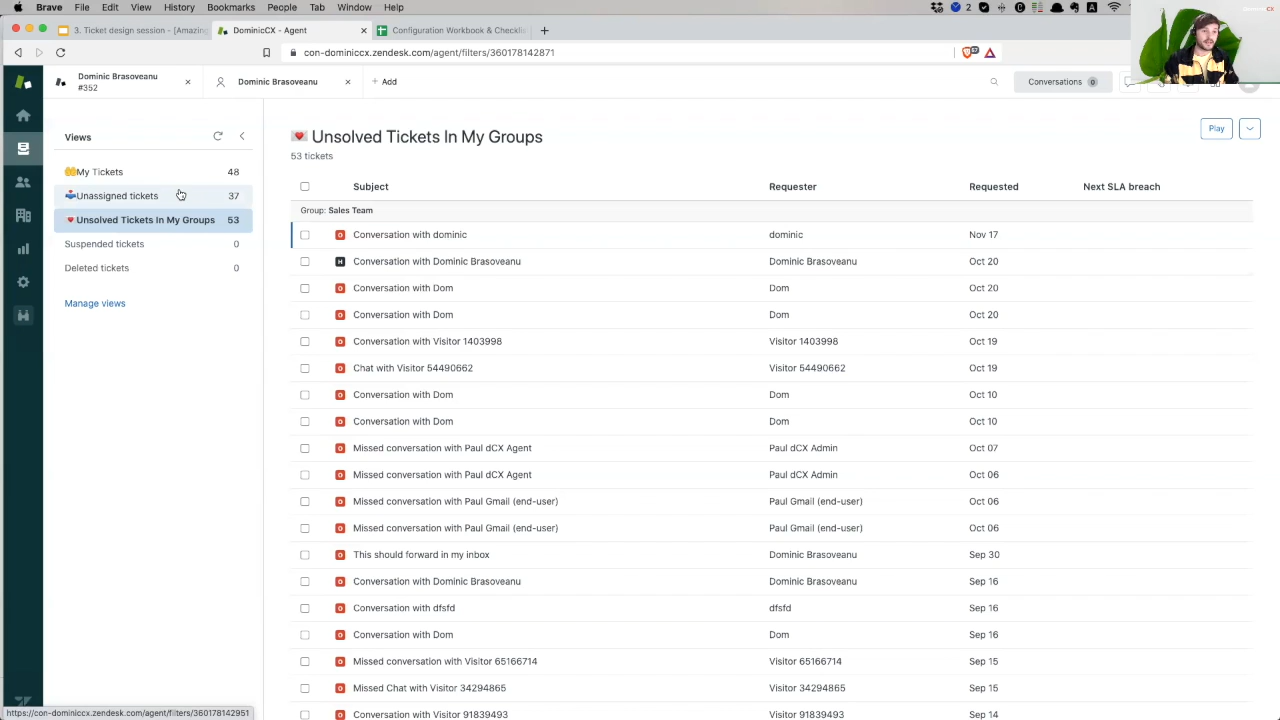 Brave File Edit View History Bookmarks People Tab Window Help
2
3. Ticket design session - [Amazing
DominicCX - Agent
Configuration Workbook & Checklis
con-dominiccx.zendesk.com/agent/filters/360178142871
Dominic Brasoveanu
#352
Dominic Brasoveanu
+ Add
Conversations 0
Views
My Tickets 48
Unassigned tickets 37
Unsolved Tickets In My Groups 53
Suspended tickets 0
Deleted tickets 0
Manage views
Unsolved Tickets In My Groups
53 tickets
Play
Subject Requester Requested Next SLA breach
Group: Sales Team
O Conversation with dominic dominic Nov 17
H Conversation with Dominic Brasoveanu Dominic Brasoveanu Oct 20
O Conversation with Dom Dom Oct 20
O Conversation with Dom Dom Oct 20
O Conversation with Visitor 1403998 Visitor 1403998 Oct 19
O Chat with Visitor 54490662 Visitor 54490662 Oct 19
O Conversation with Dom Dom Oct 10
O Conversation with Dom Dom Oct 10
O Missed conversation with Paul dCX Agent Paul dCX Admin Oct 07
O Missed conversation with Paul dCX Agent Paul dCX Admin Oct 06
O Missed conversation with Paul Gmail (end-user) Paul Gmail (end-user) Oct 06
O Missed conversation with Paul Gmail (end-user) Paul Gmail (end-user) Oct 06
O This should forward in my inbox Dominic Brasoveanu Sep 30
O Conversation with Dominic Brasoveanu Dominic Brasoveanu Sep 16
O Conversation with dfsfd dfsfd Sep 16
O Conversation with Dom Dom Sep 16
O Missed conversation with Visitor 65166714 Visitor 65166714 Sep 15
O Missed Chat with Visitor 34294865 Visitor 34294865 Sep 15
O Conversation with Visitor 91839493 Visitor 91839493 Sep 14
https://con-dominiccx.zendesk.com/agent/filters/360178142951